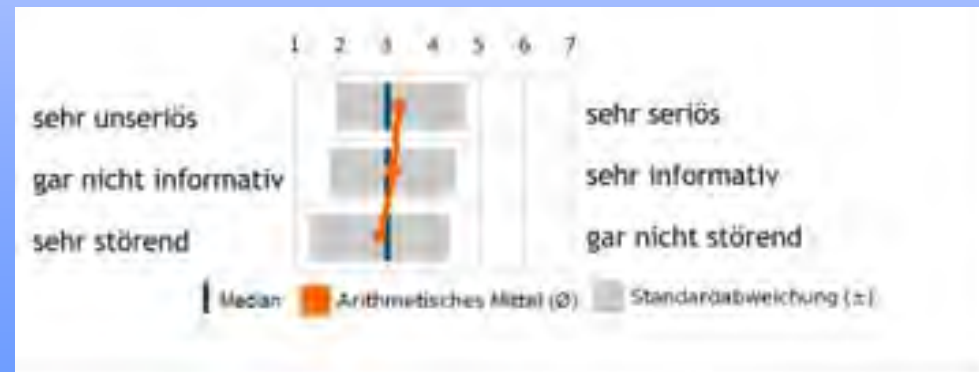 1 2 3 4 5 6 7
sehr unseriös sehr seriös
gar nicht informativ sehr informativ
sehr störend gar nicht störend
Median Arithmetisches Mittel (Ø) Standardabweichung (±)